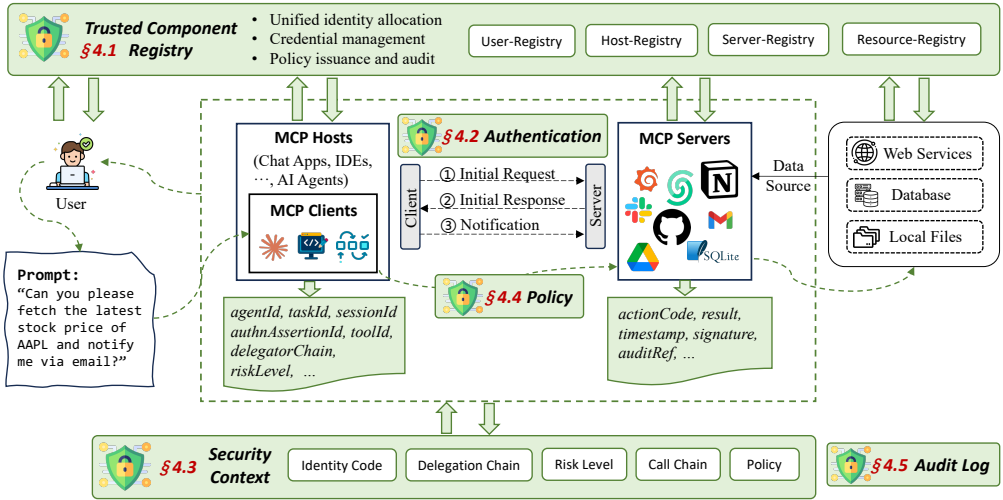 Trusted Component
§ 4.1 Registry
• Unified identity allocation
• Credential management
• Policy issuance and audit
User-Registry
Host-Registry
Server-Registry
Resource-Registry
User
Prompt:
“Can you please
fetch the latest
stock price of
AAPL and notify
me via email?”
MCP Hosts
(Chat Apps, IDEs,
⋯, AI Agents)
MCP Clients
agentId, taskId, sessionId
authnAssertionId, toolId,
delegatorChain,
riskLevel, …
§ 4.2 Authentication
Client
① Initial Request
② Initial Response
③ Notification
Server
§ 4.4 Policy
MCP Servers
N
SQLite
actionCode, result,
timestamp, signature,
auditRef, …
Data
Source
Web Services
Database
Local Files
§ 4.3 Security
Context
Identity Code
Delegation Chain
Risk Level
Call Chain
Policy
§ 4.5 Audit Log